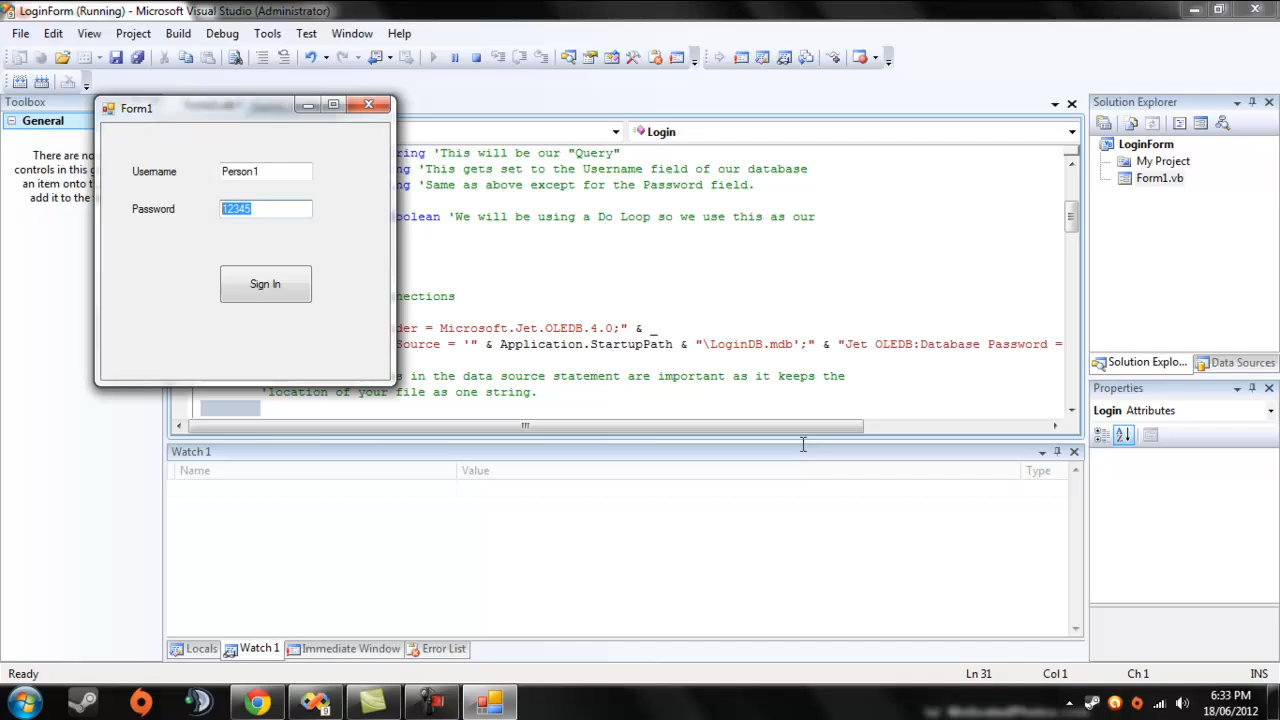 LoginForm (Running) - Microsoft Visual Studio (Administrator)
File Edit View Project Build Debug Tools Test Window Help
Toolbox
General
There are no
controls in this g
an item onto t
add it to the
Form1
Username
Person1
Password
12345
Sign In
Login
ring 'This will be our "Query"
ng 'This gets set to the Username field of our database
ng 'Same as above except for the Password field.
oolean 'We will be using a Do Loop so we use this as our
nections
der = Microsoft.Jet.OLEDB.4.0;" & _
Source = '" & Application.StartupPath & "\LoginDB.mdb';" & "Jet OLEDB:Database Password =
s in the data source statement are important as it keeps the
'location of your file as one string.
Solution Explorer
LoginForm
My Project
Form1.vb
Solution Explo... Data Sources
Properties
Login Attributes
Watch 1
Name Value Type
Locals Watch 1 Immediate Window Error List
Ready Ln 31 Col 1 Ch 1 INS
9
6:33 PM
18/06/2012